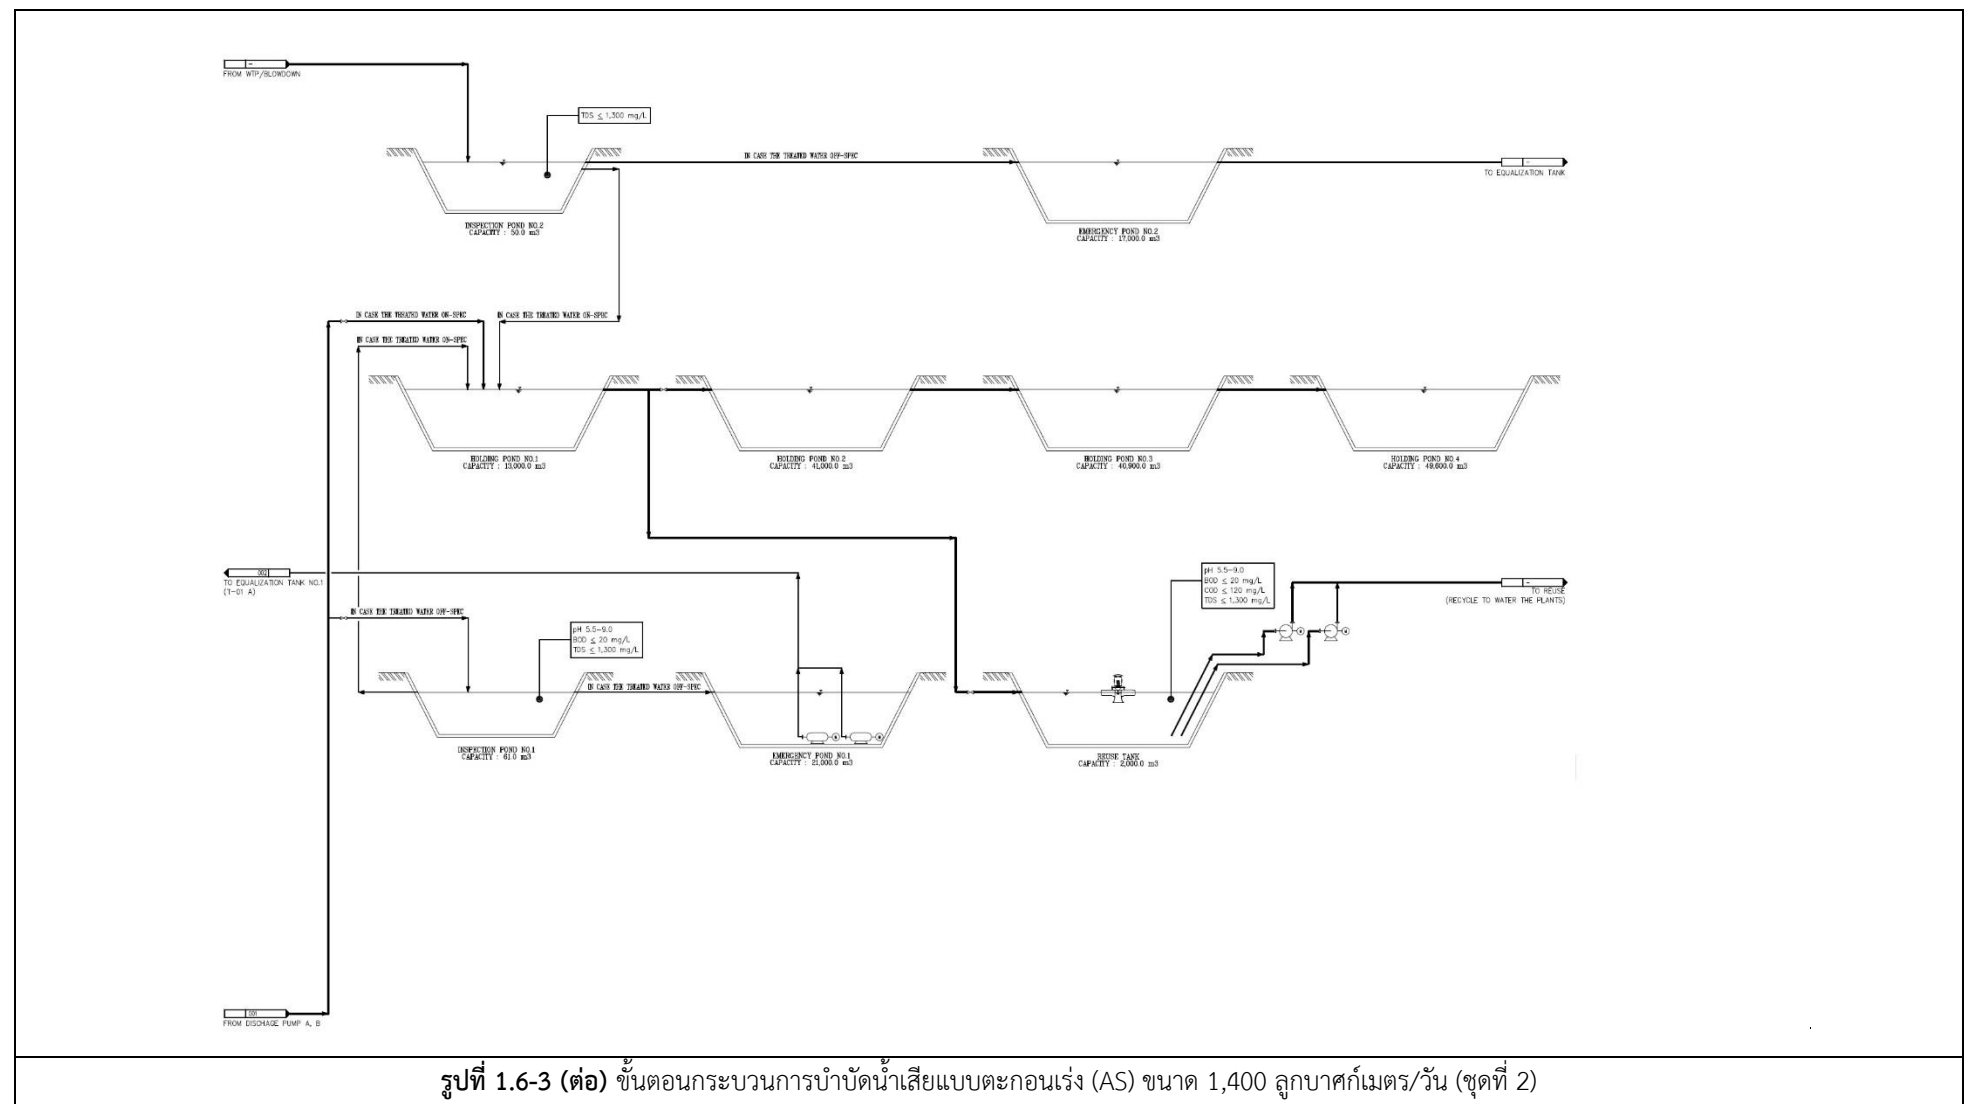 FROM WTP/BLOWDOWN
TDS ≤ 1,300 mg/L
IN CASE THE TREATED WATER OFF-SPEC
TO EQUALIZATION TANK
INSPECTION POND NO.2
CAPACITY : 50.0 m3
EMERGENCY POND NO.2
CAPACITY : 17,000.0 m3
IN CASE THE TREATED WATER ON-SPEC
IN CASE THE TREATED WATER ON-SPEC
IN CASE THE TREATED WATER ON-SPEC
HOLDING POND NO.1
CAPACITY : 13,000.0 m3
HOLDING POND NO.2
CAPACITY : 41,000.0 m3
HOLDING POND NO.3
CAPACITY : 40,900.0 m3
HOLDING POND NO.4
CAPACITY : 49,600.0 m3
002
TO EQUALIZATION TANK NO.1
(T-01 A)
pH 5.5-9.0
BOD ≤ 20 mg/L
COD ≤ 120 mg/L
TDS ≤ 1,300 mg/L
TO REUSE
(RECYCLE TO WATER THE PLANTS)
IN CASE THE TREATED WATER OFF-SPEC
pH 5.5-9.0
BOD ≤ 20 mg/L
TDS ≤ 1,300 mg/L
IN CASE THE TREATED WATER OFF-SPEC
INSPECTION POND NO.1
CAPACITY : 61.0 m3
EMERGENCY POND NO.1
CAPACITY : 21,000.0 m3
REUSE TANK
CAPACITY : 2,000.0 m3
001
FROM DISCHAGE PUMP A, B
รูปที่ 1.6-3 (ต่อ) ขั้นตอนกระบวนการบำบัดน้ำเสียแบบตะกอนเร่ง (AS) ขนาด 1,400 ลูกบาศก์เมตร/วัน (ชุดที่ 2)